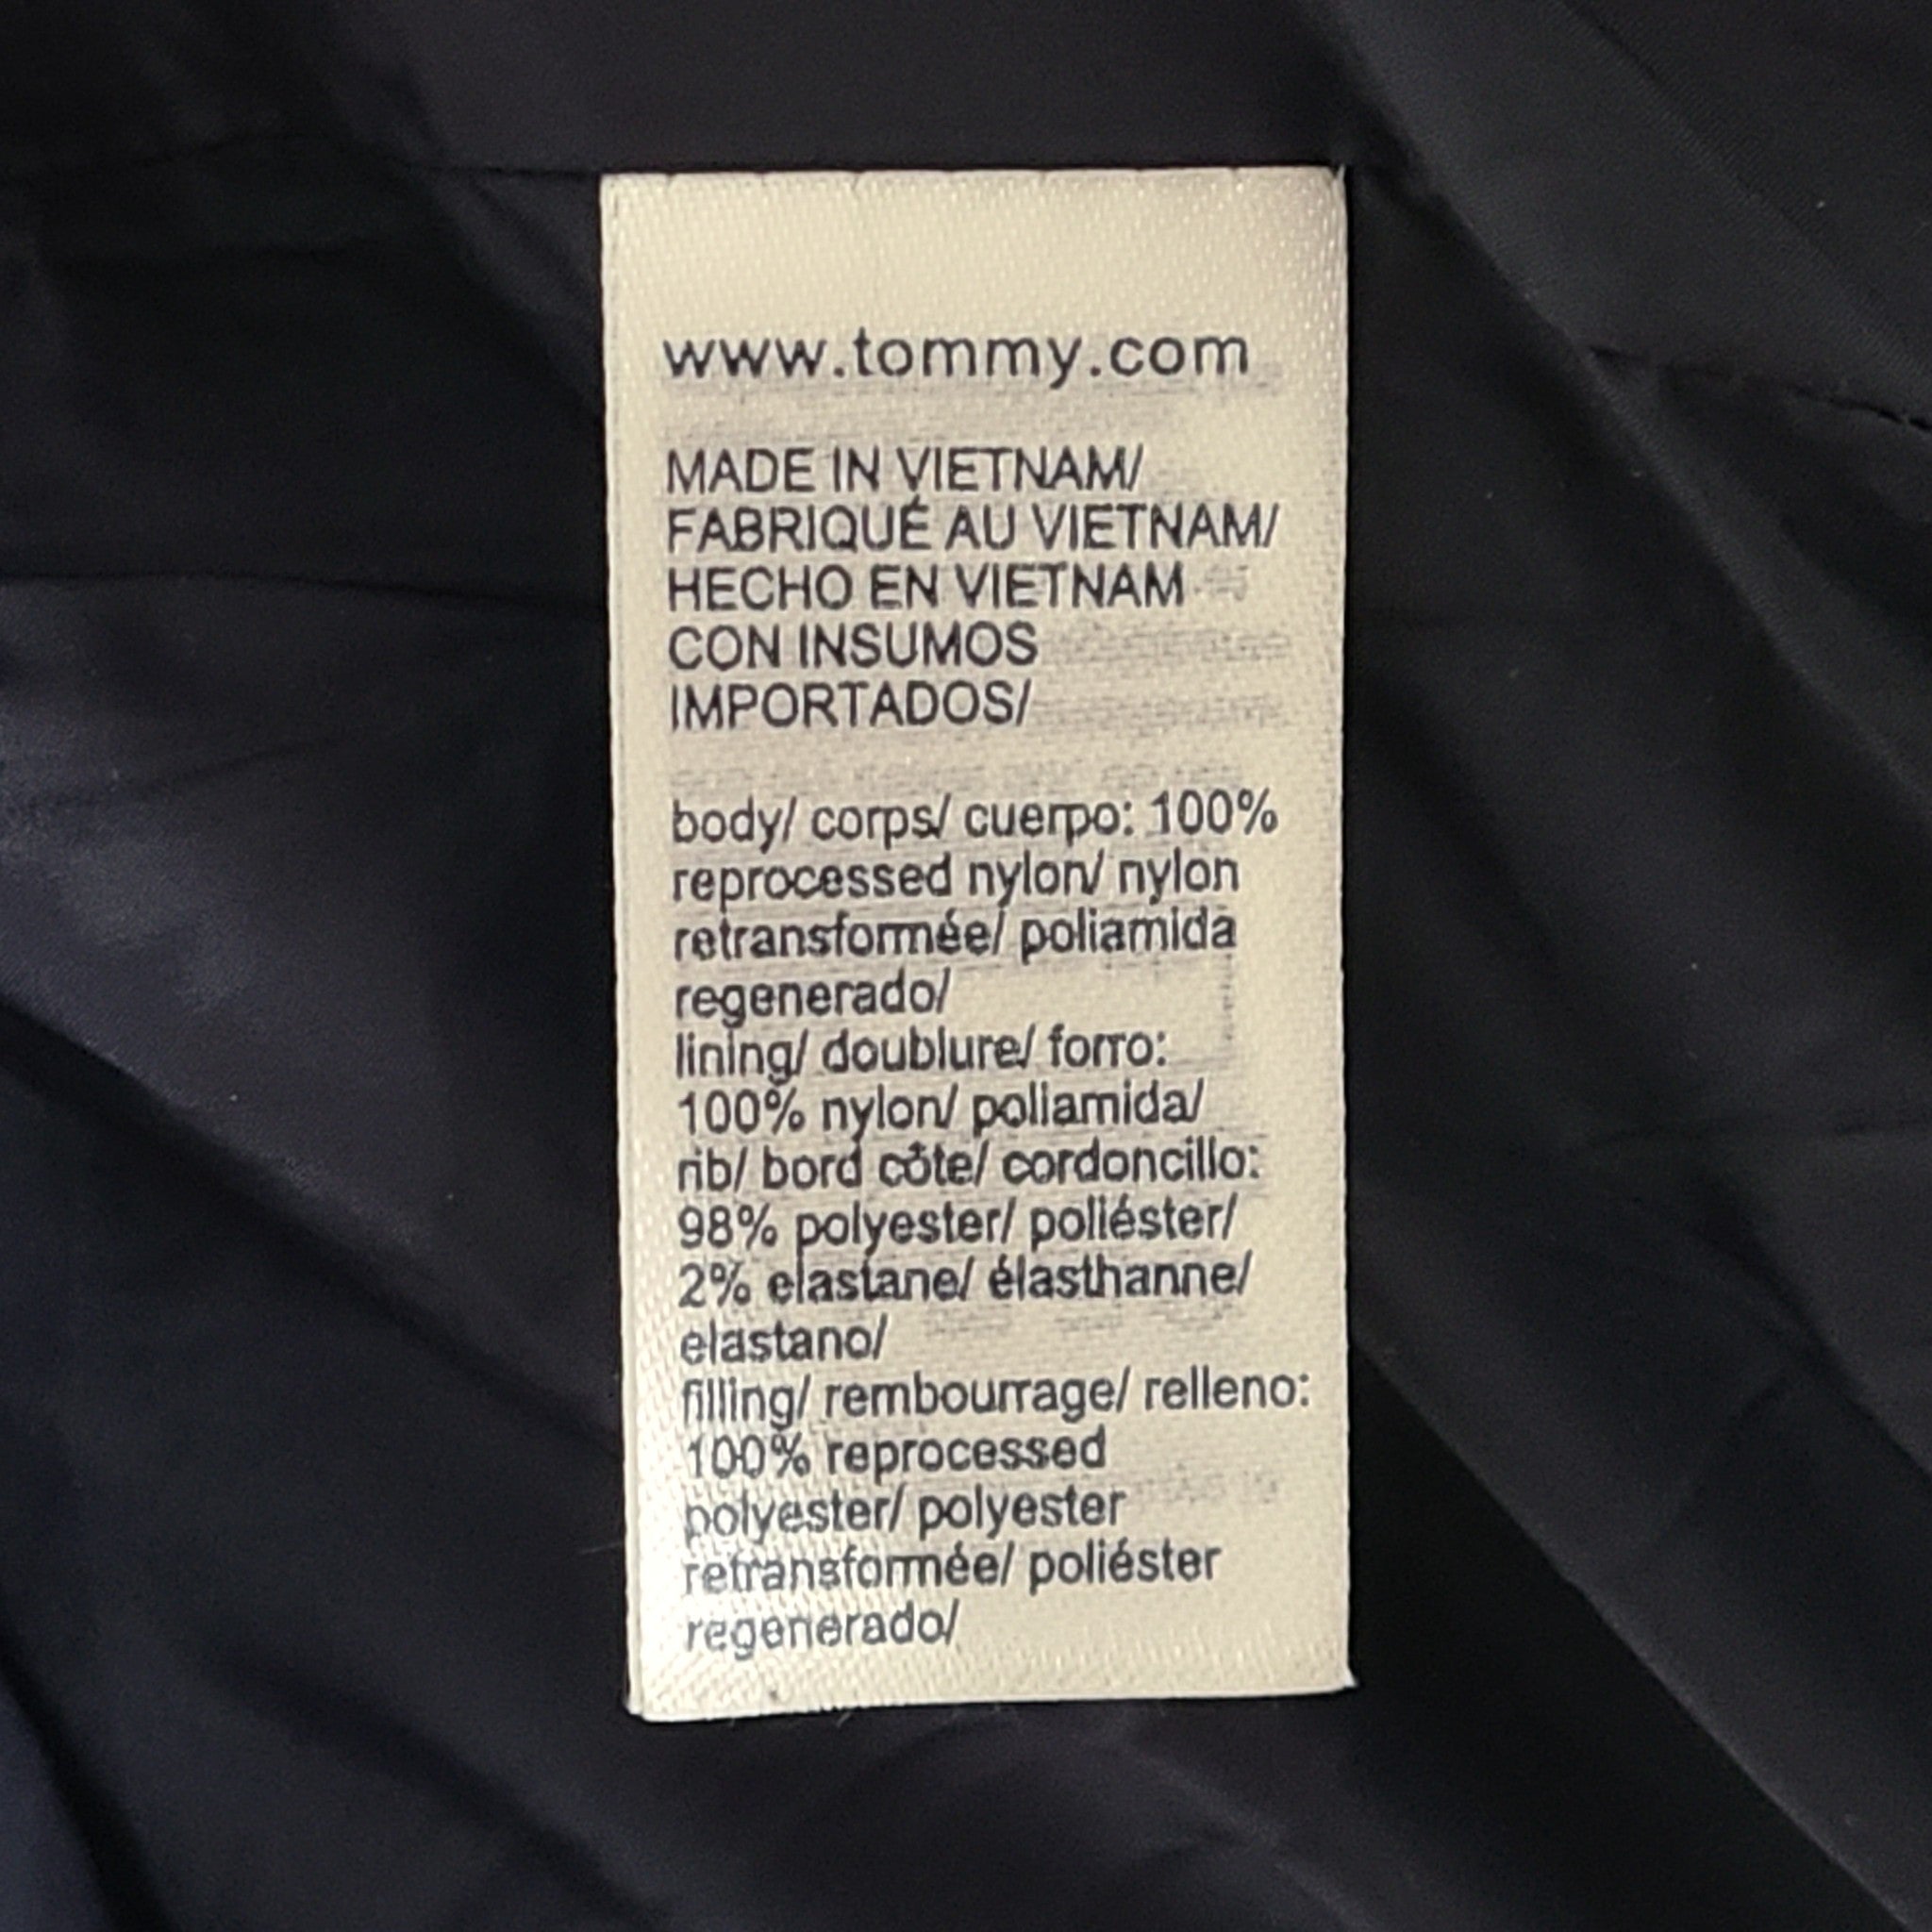 www.tommy.com
MADE IN VIETNAM/
FABRIQUÉ AU VIETNAM/
HECHO EN VIETNAM
CON INSUMOS
IMPORTADOS/
body/ corps/ cuerpo: 100%
reprocessed nylon/ nylon
retransformée/ poliamida
regenerado/
lining/ doublure/ forro:
100% nylon/ poliamida/
rib/ bord côte/ cordoncillo:
98% polyester/ poliéster/
2% elastane/ élasthanne/
elastano/
filling/ rembourrage/ relleno:
100% reprocessed
polyester/ polyester
retransformée/ poliéster
regenerado/